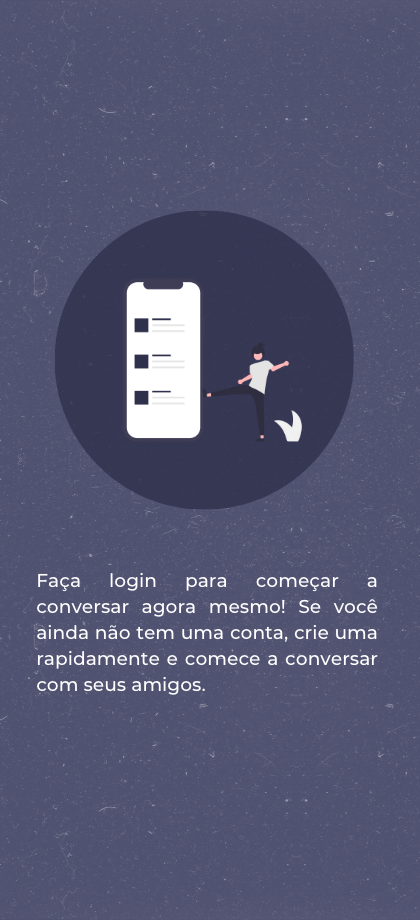 Faça login para começar a
conversar agora mesmo! Se você
ainda não tem uma conta, crie uma
rapidamente e comece a conversar
com seus amigos.